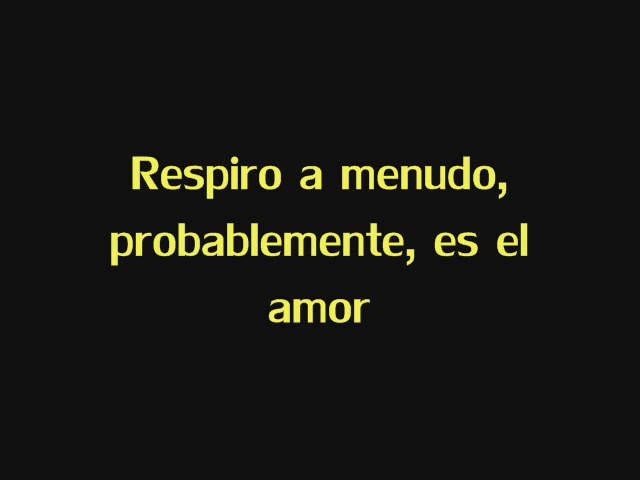 Respiro a menudo,
probablemente, es el
amor